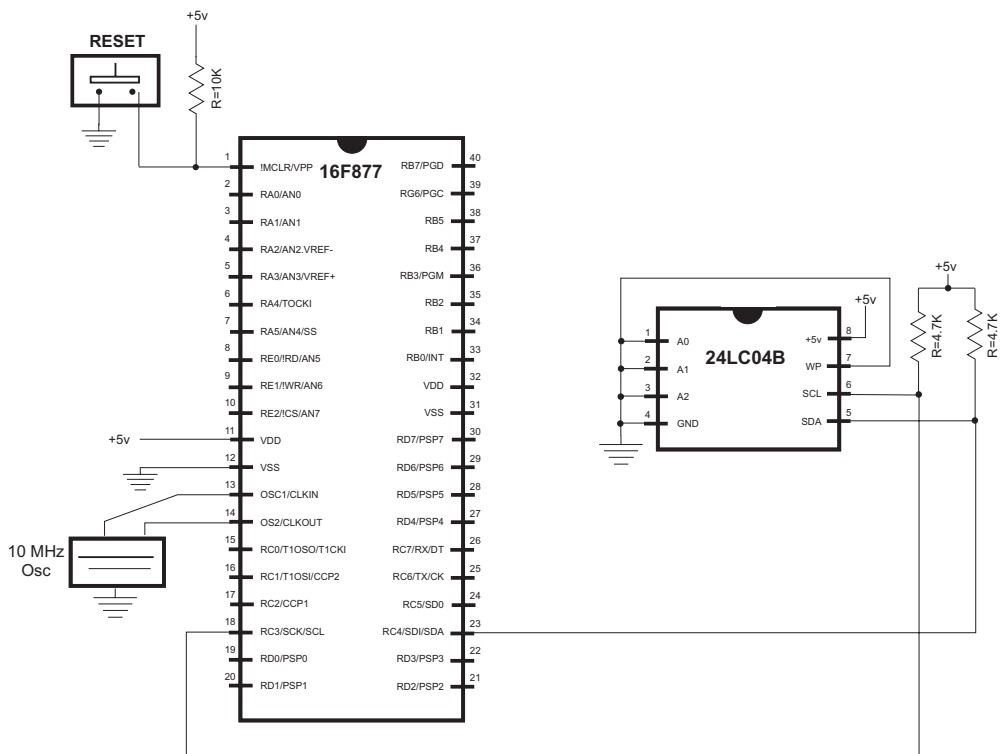 +5v
RESET
R=10K
16F877
1 !MCLR/VPP
2 RA0/AN0
3 RA1/AN1
4 RA2/AN2.VREF-
5 RA3/AN3/VREF+
6 RA4/TOCKI
7 RA5/AN4/SS
8 RE0/!RD/AN5
9 RE1/!WR/AN6
10 RE2/!CS/AN7
+5v 11 VDD
12 VSS
13 OSC1/CLKIN
14 OS2/CLKOUT
15 RC0/T1OSO/T1CKI
16 RC1/T1OSI/CCP2
17 RC2/CCP1
18 RC3/SCK/SCL
19 RD0/PSP0
20 RD1/PSP1
RB7/PGD 40
RG6/PGC 39
RB5 38
RB4 37
RB3/PGM 36
RB2 35
RB1 34
RB0/INT 33
VDD 32
VSS 31
RD7/PSP7 30
RD6/PSP6 29
RD5/PSP5 28
RD4/PSP4 27
RC7/RX/DT 26
RC6/TX/CK 25
RC5/SD0 24
RC4/SDI/SDA 23
RD3/PSP3 22
RD2/PSP2 21
10 MHz
Osc
24LC04B
1 A0
2 A1
3 A2
4 GND
+5v 8
WP 7
SCL 6
SDA 5
+5v
+5v
R=4.7K
R=4.7K